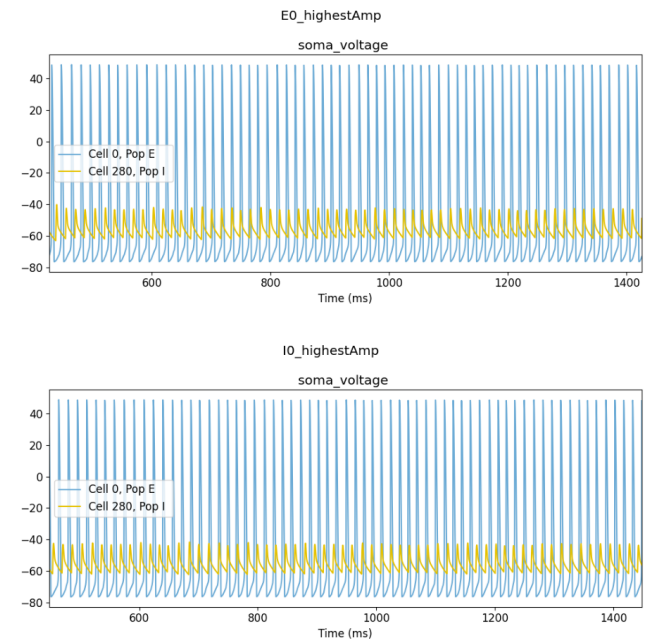 E0_highestAmp
soma_voltage
40
20
0
−20
−40
−60
−80
Cell 0, Pop E
Cell 280, Pop I
600
800
1000
1200
1400
Time (ms)
I0_highestAmp
soma_voltage
40
20
0
−20
−40
−60
−80
Cell 0, Pop E
Cell 280, Pop I
600
800
1000
1200
1400
Time (ms)